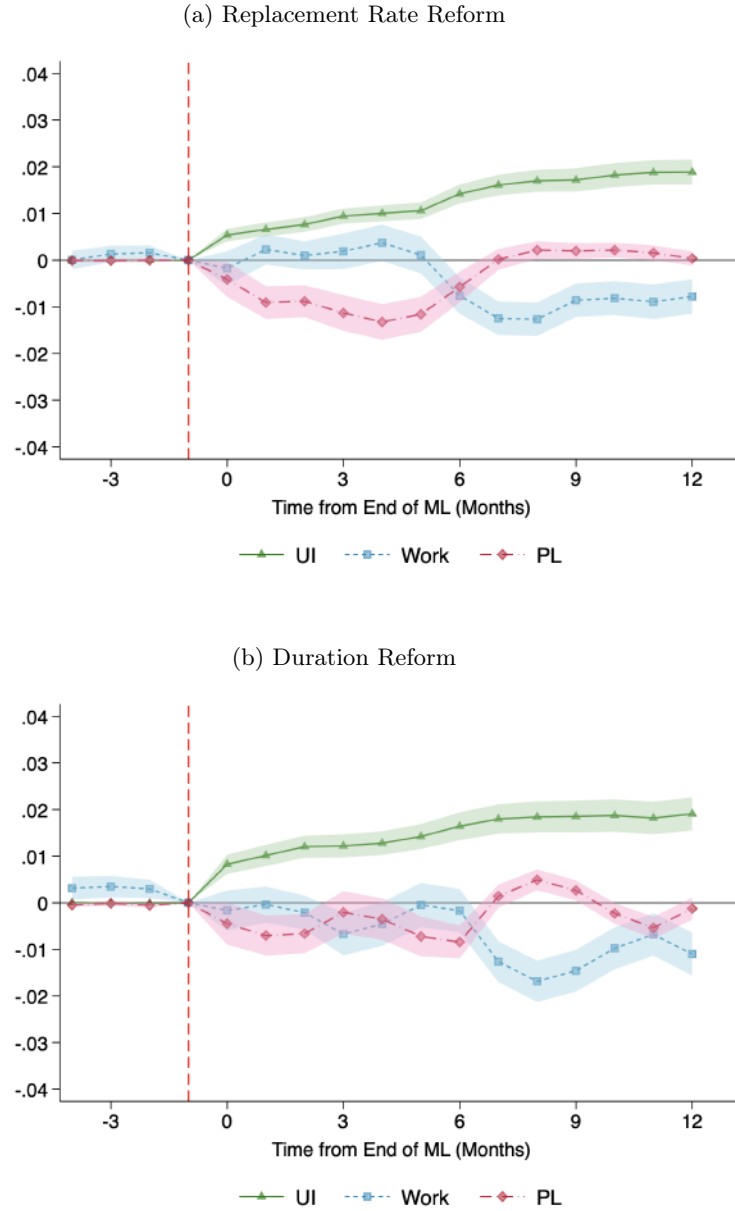 (a) Replacement Rate Reform
.04
.03
.02
.01
0
-.01
-.02
-.03
-.04
-3 0 3 6 9 12
Time from End of ML (Months)
UI Work PL
(b) Duration Reform
.04
.03
.02
.01
0
-.01
-.02
-.03
-.04
-3 0 3 6 9 12
Time from End of ML (Months)
UI Work PL